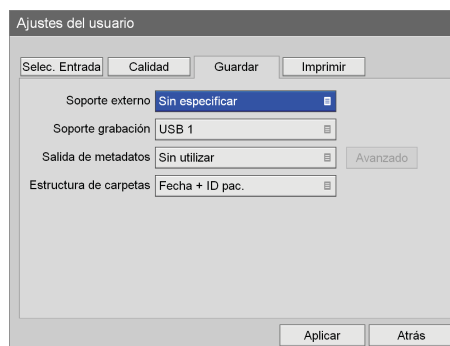 Ajustes del usuario
Selec. Entrada Calidad Guardar Imprimir
Soporte externo Sin especificar
Soporte grabación USB 1
Salida de metadatos Sin utilizar Avanzado
Estructura de carpetas Fecha + ID pac.
Aplicar Atrás